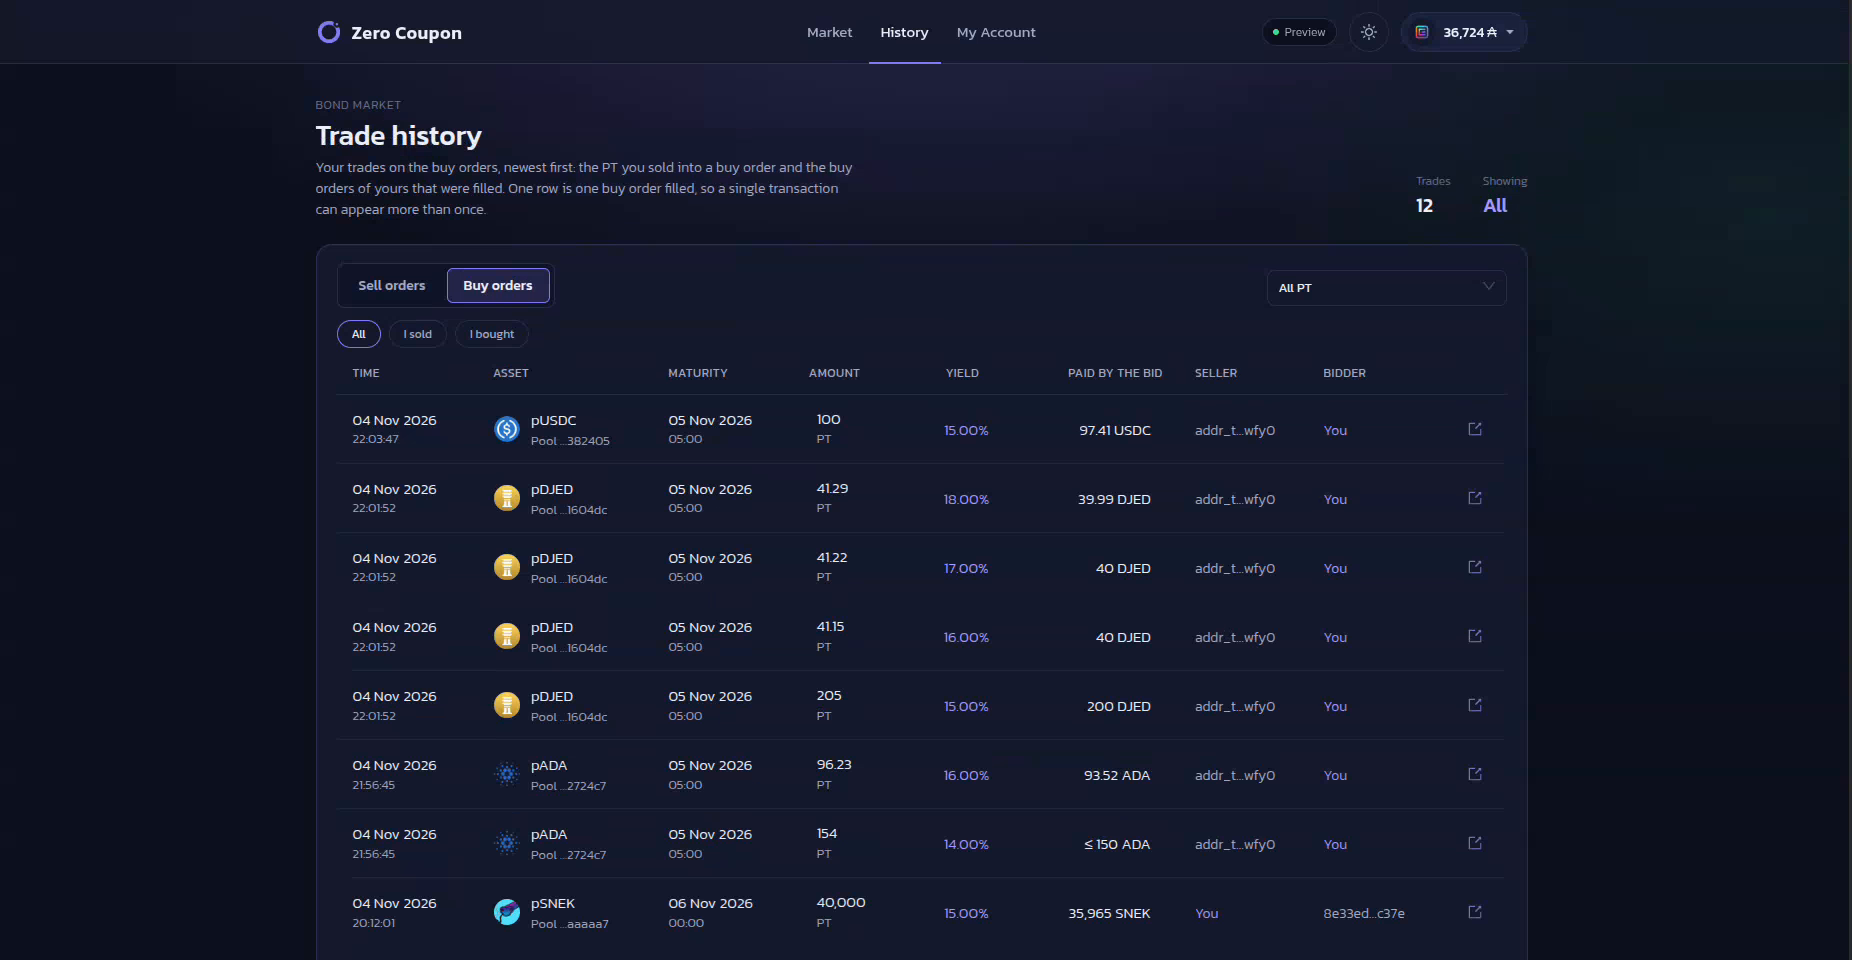 Zero Coupon
Market
History
My Account
Preview
36,724 ₳
BOND MARKET
Trade history
Your trades on the buy orders, newest first: the PT you sold into a buy order and the buy
orders of yours that were filled. One row is one buy order filled, so a single transaction
can appear more than once.
Trades
12
Showing
All
Sell orders
Buy orders
All PT
All
I sold
I bought
TIME ASSET MATURITY AMOUNT YIELD PAID BY THE BID SELLER BIDDER
04 Nov 2026 pUSDC 05 Nov 2026 100 15.00% 97.41 USDC addr_t...wfy0 You
22:03:47 Pool ...382405 05:00 PT
04 Nov 2026 pDJED 05 Nov 2026 41.29 18.00% 39.99 DJED addr_t...wfy0 You
22:01:52 Pool ...1604dc 05:00 PT
04 Nov 2026 pDJED 05 Nov 2026 41.22 17.00% 40 DJED addr_t...wfy0 You
22:01:52 Pool ...1604dc 05:00 PT
04 Nov 2026 pDJED 05 Nov 2026 41.15 16.00% 40 DJED addr_t...wfy0 You
22:01:52 Pool ...1604dc 05:00 PT
04 Nov 2026 pDJED 05 Nov 2026 205 15.00% 200 DJED addr_t...wfy0 You
22:01:52 Pool ...1604dc 05:00 PT
04 Nov 2026 pADA 05 Nov 2026 96.23 16.00% 93.52 ADA addr_t...wfy0 You
21:56:45 Pool ...2724c7 05:00 PT
04 Nov 2026 pADA 05 Nov 2026 154 14.00% ≤ 150 ADA addr_t...wfy0 You
21:56:45 Pool ...2724c7 05:00 PT
04 Nov 2026 pSNEK 06 Nov 2026 40,000 15.00% 35,965 SNEK You 8e33ed...c37e
20:12:01 Pool ...aaaaa7 00:00 PT